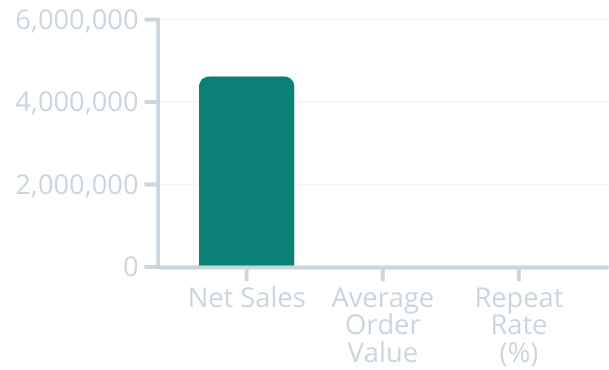 6,000,000
4,000,000
2,000,000
0
Net Sales
Average
Order
Value
Repeat
Rate
(%)